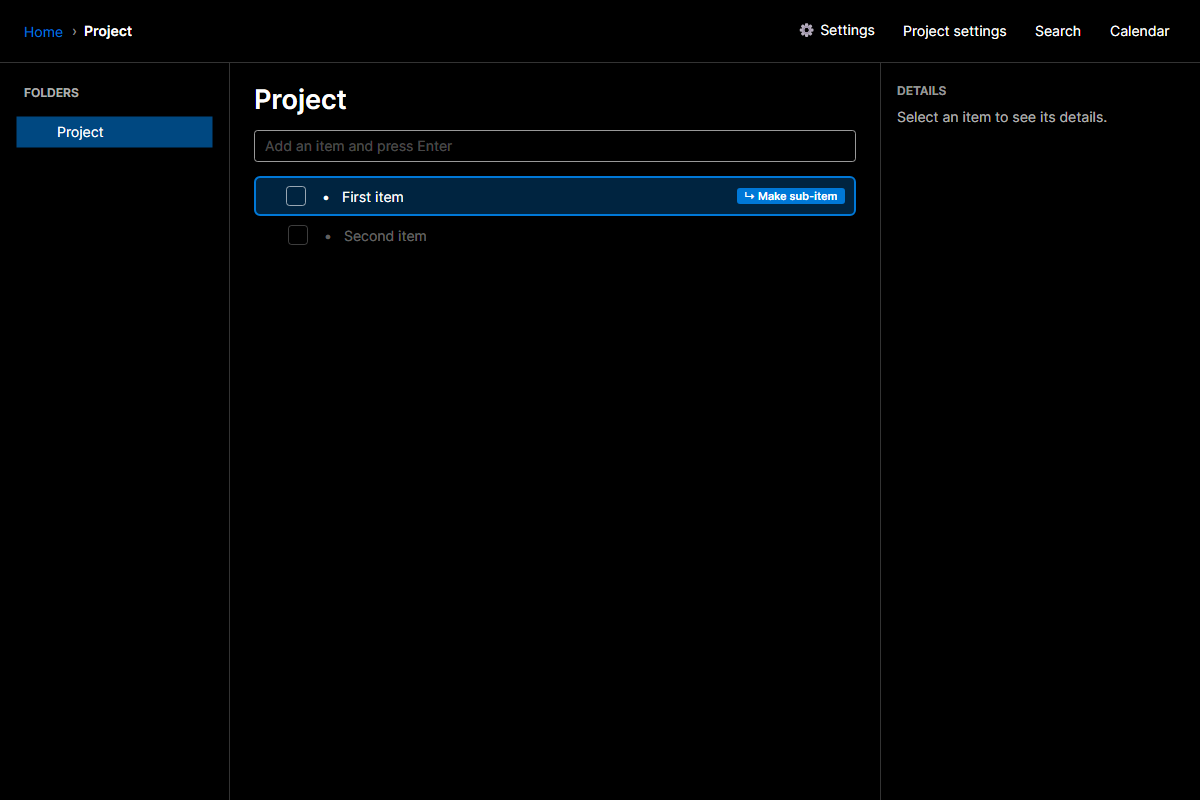 Home › Project
Settings
Project settings
Search
Calendar
FOLDERS
Project
Project
Add an item and press Enter
• First item
↪ Make sub-item
• Second item
DETAILS
Select an item to see its details.